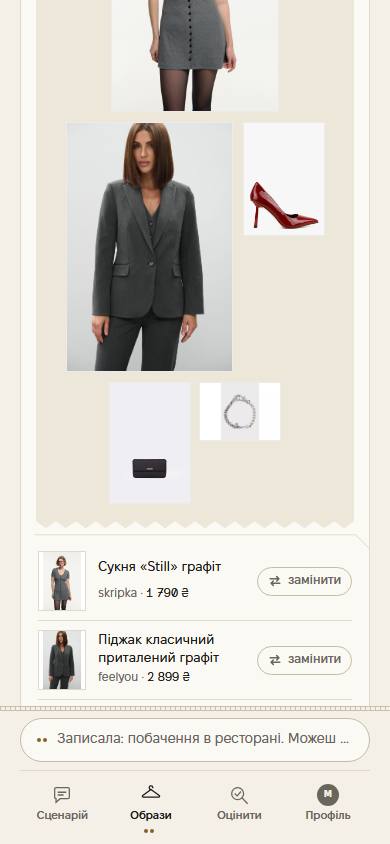 Сукня «Still» графіт
skripka · 1 790 ₴
замінити
Піджак класичний
приталений графіт
feelyou · 2 899 ₴
замінити
Записала: побачення в ресторані. Можеш ...
Сценарій
Образи
Оцінити
М
Профіль